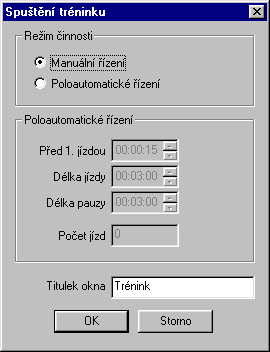 Spuštění tréninku
Režim činnosti
Manuální řízení
Poloautomatické řízení
Poloautomatické řízení
Před 1. jízdou 00:00:15
Délka jízdy 00:03:00
Délka pauzy 00:03:00
Počet jízd 0
Titulek okna Trénink
OK Storno